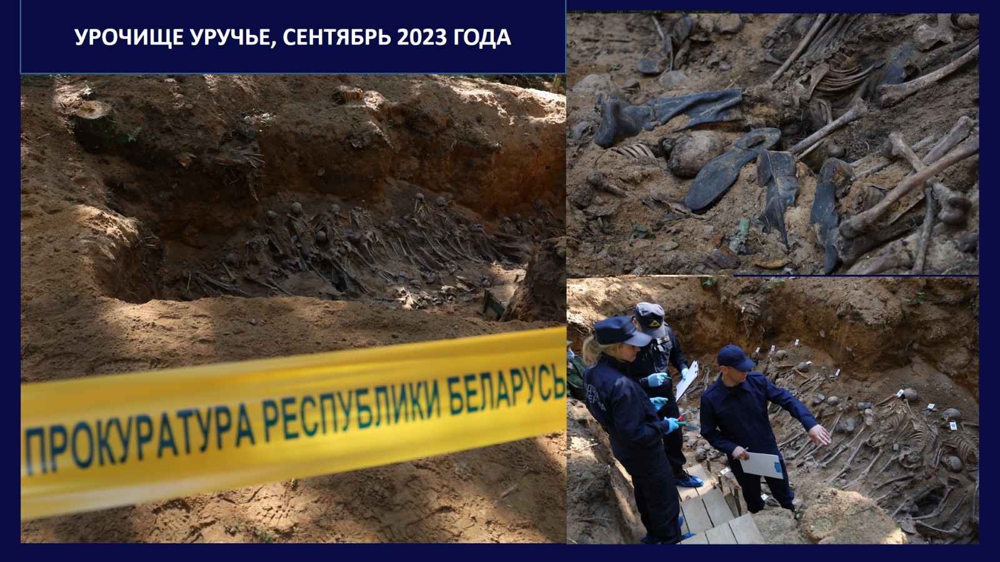 УРОЧИЩЕ УРУЧЬЕ, СЕНТЯБРЬ 2023 ГОДА
ПРОКУРАТУРА РЕСПУБЛИКИ БЕЛАРУСЬ